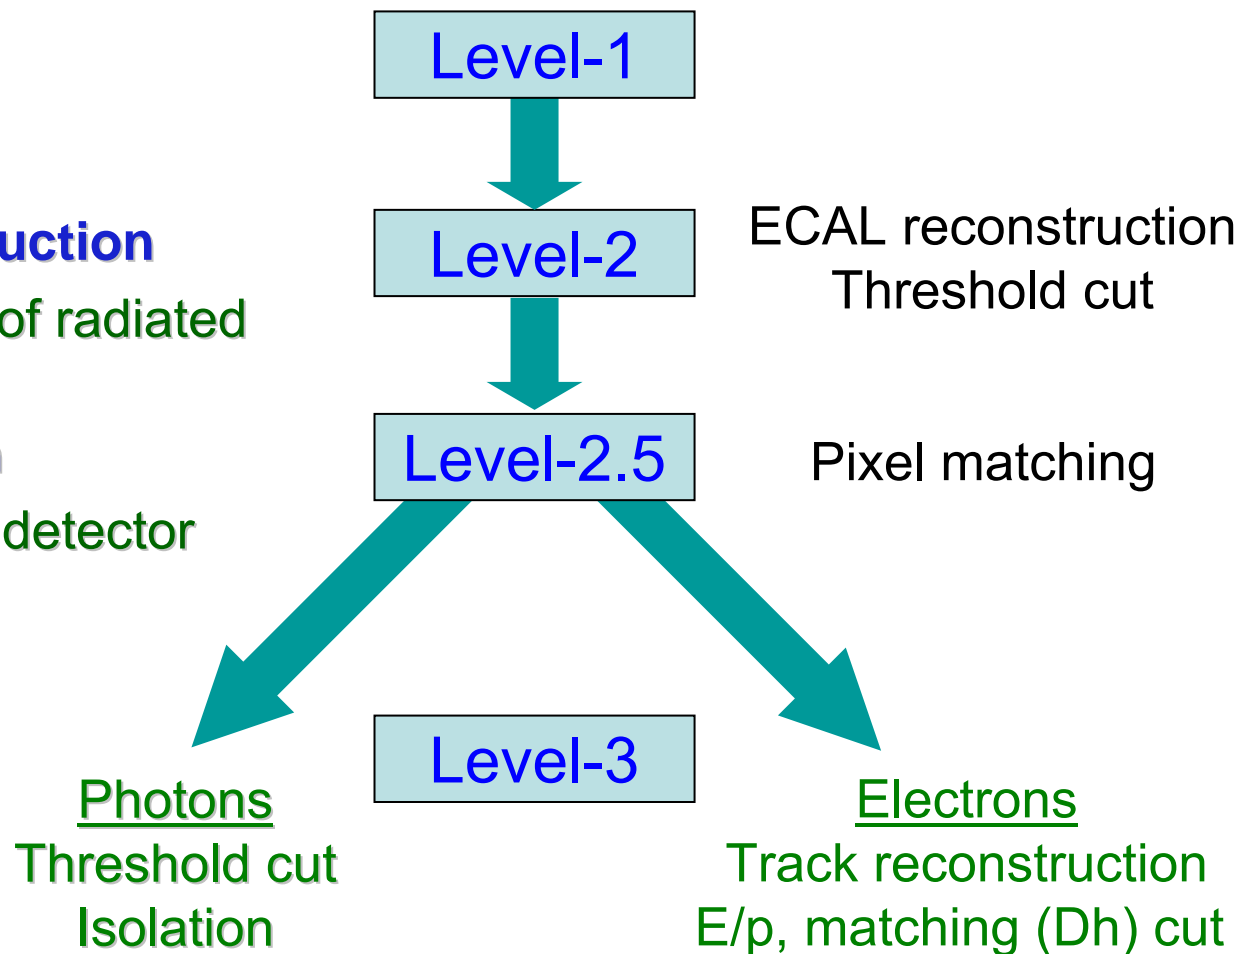 Level-1
uction
Level-2
ECAL reconstruction
Threshold cut
of radiated
Level-2.5
Pixel matching
detector
Level-3
Photons
Threshold cut
Isolation
Electrons
Track reconstruction
E/p, matching (Dh) cut